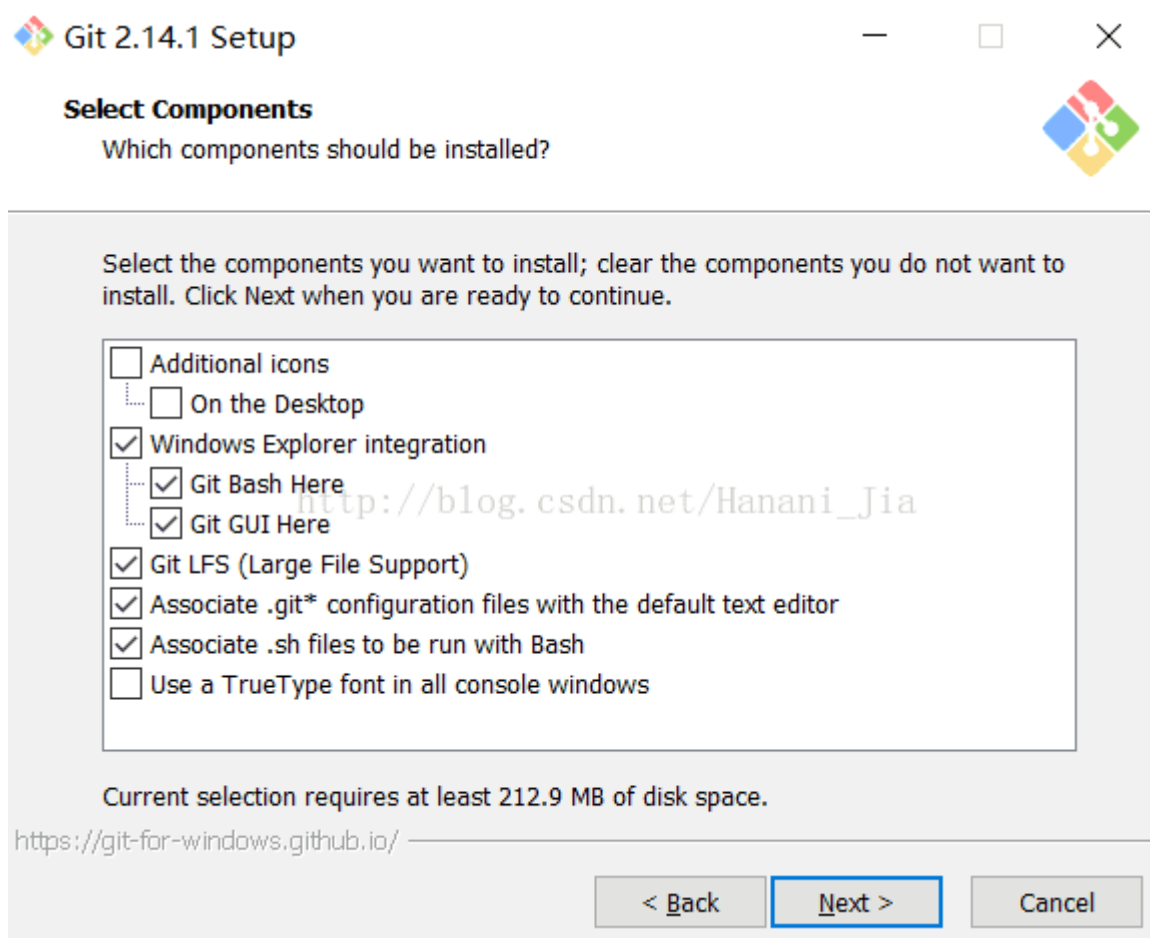 Git 2.14.1 Setup
Select Components
Which components should be installed?
Select the components you want to install; clear the components you do not want to
install. Click Next when you are ready to continue.
Additional icons
On the Desktop
Windows Explorer integration
Git Bash Here
http://blog.csdn.net/Hanani_Jia
Git GUI Here
Git LFS (Large File Support)
Associate .git* configuration files with the default text editor
Associate .sh files to be run with Bash
Use a TrueType font in all console windows
Current selection requires at least 212.9 MB of disk space.
https://git-for-windows.github.io/
< Back Next > Cancel